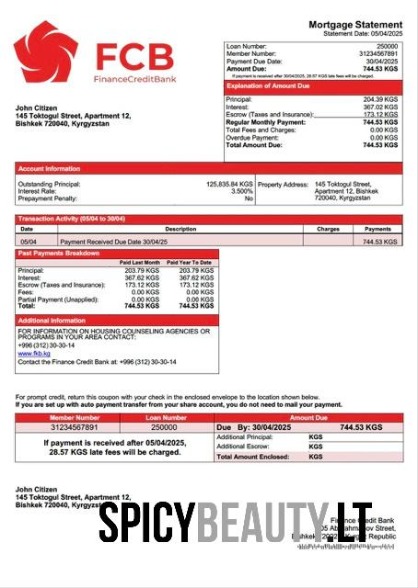 Mortgage Statement
Statement Date: 05/04/2025
FCB
FinanceCreditBank
Loan Number: 250000
Member Number: 31234567891
Payment Due Date: 30/04/2025
Amount Due: 744.53 KGS
If payment is received after 30/04/2025, 28.57 KGS late fees will be charged.
Explanation of Amount Due
Principal: 204.39 KGS
Interest: 367.02 KGS
Escrow (Taxes and Insurance): 173.12 KGS
Regular Monthly Payment: 744.53 KGS
Total Fees and Charges: 0.00 KGS
Overdue Payment: 0.00 KGS
Total Amount Due: 744.53 KGS
John Citizen
145 Toktogul Street, Apartment 12,
Bishkek 720040, Kyrgyzstan
Account Information
Outstanding Principal: 125,835.84 KGS
Interest Rate: 3.500%
Prepayment Penalty: No
Property Address: 145 Toktogul Street,
Apartment 12, Bishkek
720040, Kyrgyzstan
Transaction Activity (05/04 to 30/04)
Date Description Charges Payments
05/04 Payment Received Due Date 30/04/25 744.53 KGS
Past Payments Breakdown
Paid Last Month Paid Year To Date
Principal: 203.79 KGS 203.79 KGS
Interest: 367.62 KGS 367.62 KGS
Escrow (Taxes and Insurance): 173.12 KGS 173.12 KGS
Fees: 0.00 KGS 0.00 KGS
Partial Payment (Unapplied): 0.00 KGS 0.00 KGS
Total: 744.53 KGS 744.53 KGS
Additional Information
FOR INFORMATION ON HOUSING COUNSELING AGENCIES OR
PROGRAMS IN YOUR AREA CONTACT:
+996 (312) 30-30-14
www.fkb.kg
Contact the Finance Credit Bank at: +996 (312) 30-30-14
For prompt credit, return this coupon with your check in the enclosed envelope to the location shown below.
If you are set up with auto payment transfer from your share account, you do not need to mail your payment.
Member Number Loan Number Amount Due
31234567891 250000 Due By: 30/04/2025 744.53 KGS
If payment is received after 05/04/2025,
28.57 KGS late fees will be charged.
Additional Principal: KGS
Additional Escrow: KGS
Total Amount Enclosed: KGS
John Citizen
145 Toktogul Street, Apartment 12,
Bishkek 720040, Kyrgyz
SPICYBEAUTY.LT
Credit Bank
Street
Republic